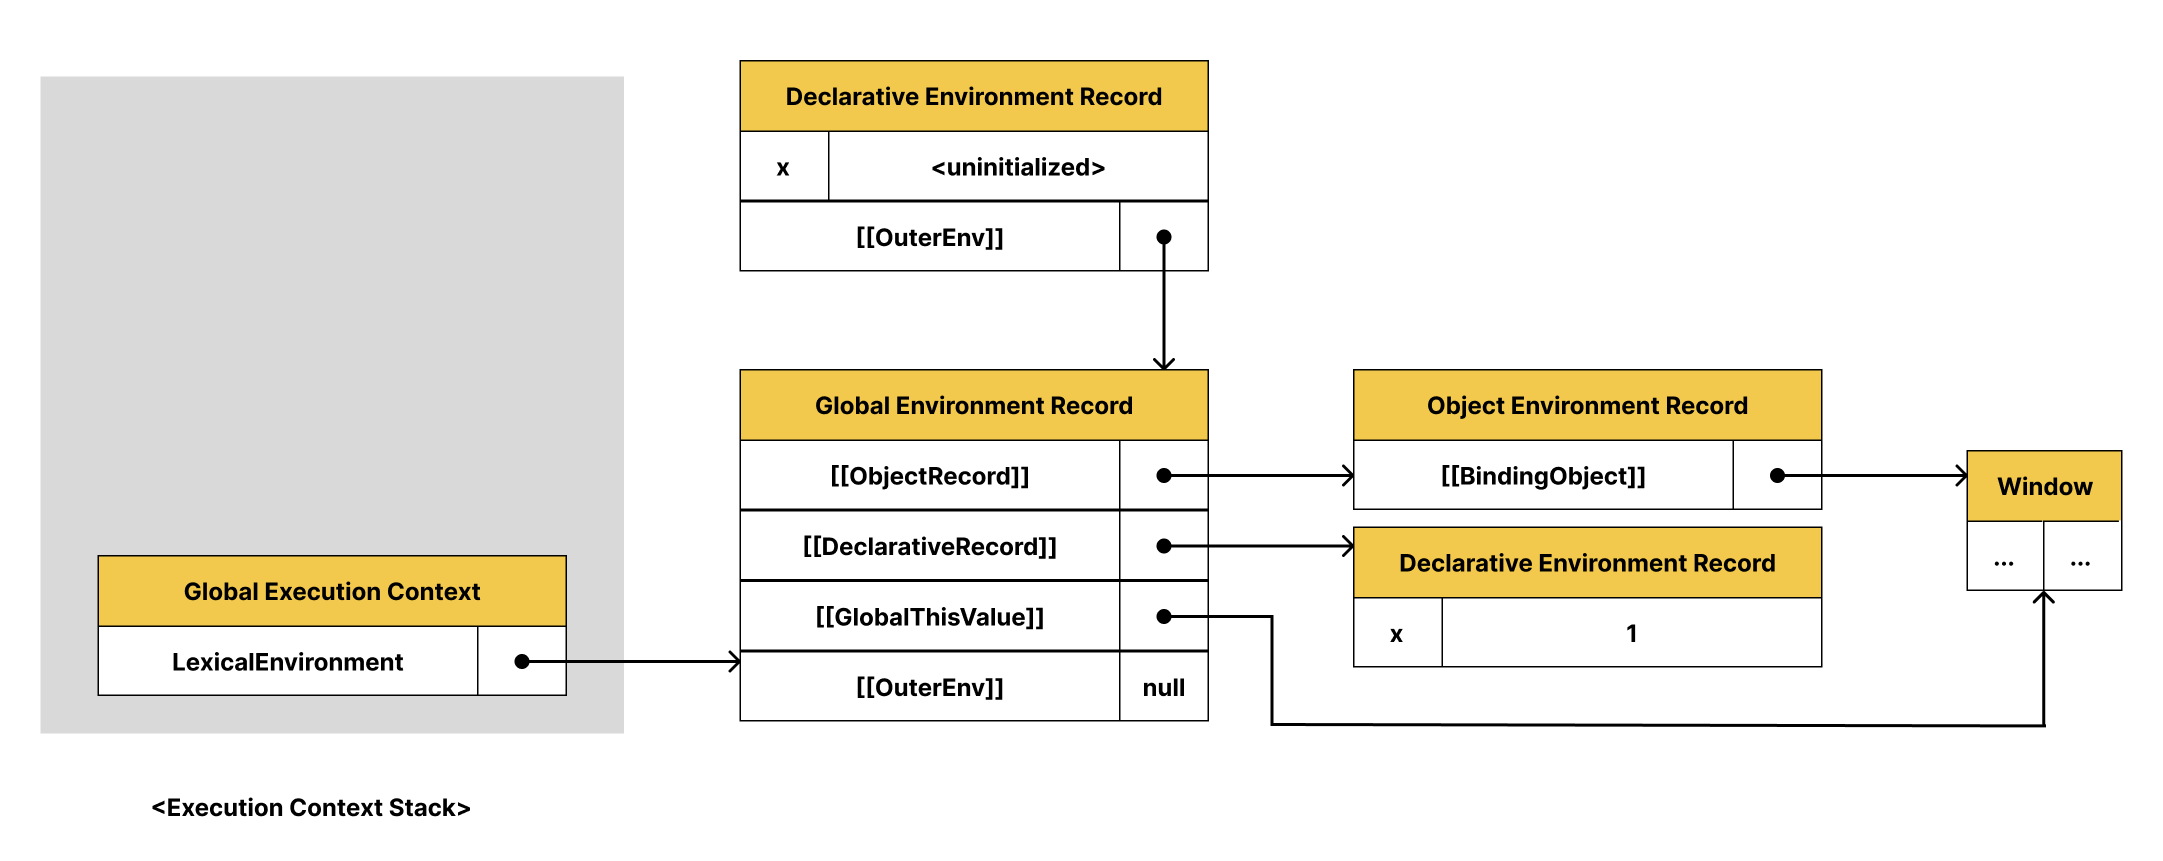 Declarative Environment Record
x <uninitialized>
[[OuterEnv]]
Global Environment Record
[[ObjectRecord]]
[[DeclarativeRecord]]
[[GlobalThisValue]]
[[OuterEnv]] null
Object Environment Record
[[BindingObject]]
Declarative Environment Record
x 1
Window
... ...
Global Execution Context
LexicalEnvironment
<Execution Context Stack>